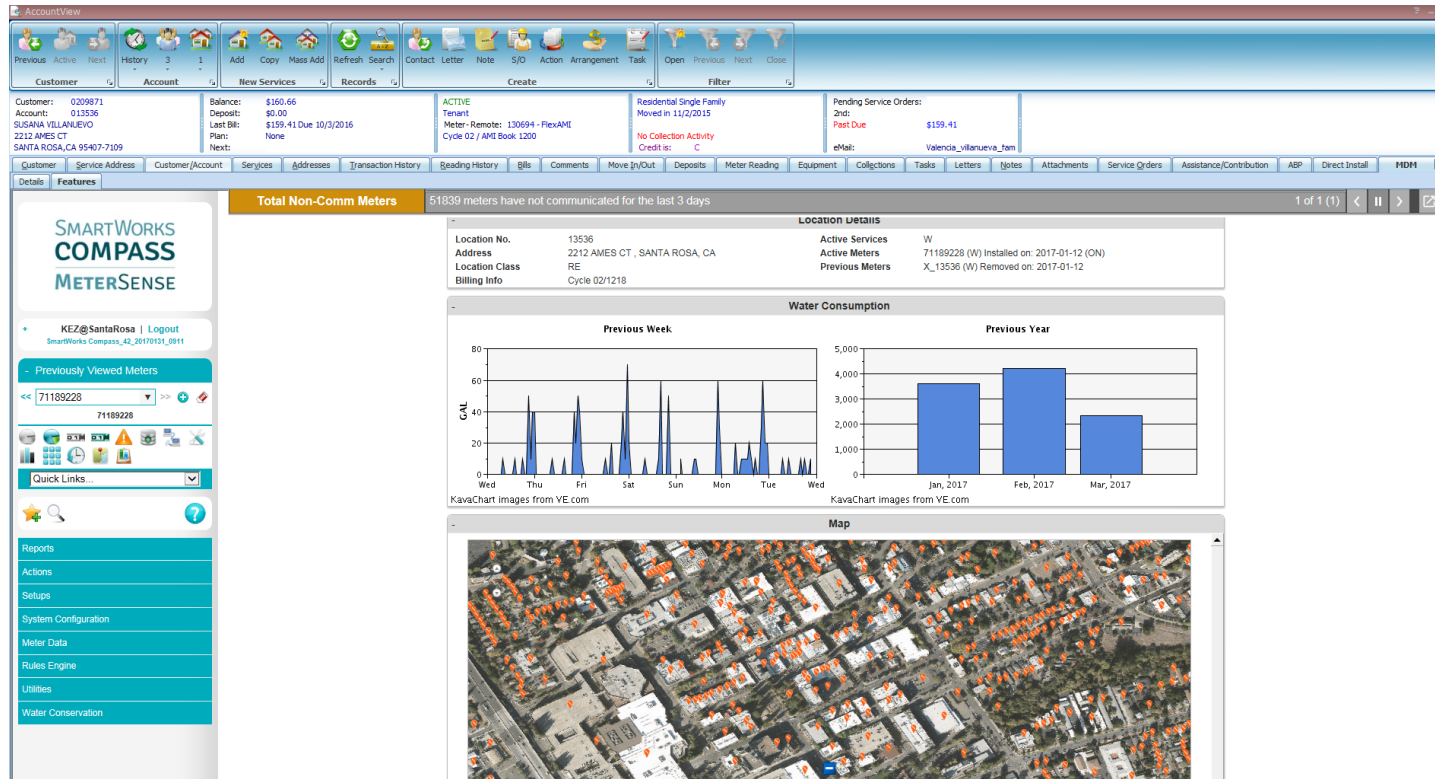 AccountView
Previous Active Next History 3 1 Add Copy Mass Add Refresh Search Contact Letter Note S/O Action Arrangement Task Open Previous Next Close
Customer Account New Services Records Create Filter
Customer: 0209871
Account: 013536
SUSANA VILLANUEVO
2212 AMES CT
SANTA ROSA,CA 95407-7109
Balance: $160.66
Deposit: $0.00
Last Bill: $159.41 Due 10/3/2016
Plan: None
Next:
ACTIVE
Tenant
Meter-Remote: 130694 - FlexAMI
Cycle 02 / AMI Book 1200
Residential Single Family
Moved in 11/2/2015
No Collection Activity
Credit is: C
Pending Service Orders:
2nd:
Past Due $159.41
eMail: Valencia_villanueva_fam
Customer Service Address Customer/Account Services Addresses Transaction History Reading History Bills Comments Move In/Out Deposits Meter Reading Equipment Collections Tasks Letters Notes Attachments Service Orders Assistance/Contribution ABP Direct Install MDM
Details Features
Total Non-Comm Meters 51839 meters have not communicated for the last 3 days 1 of 1 (1)
SMARTWORKS
COMPASS
METERSENSE
KEZ@SantaRosa | Logout
SmartWorks Compass_42_20170131_0911
- Previously Viewed Meters
<< 71189228 >>
71189228
Quick Links...
Reports
Actions
Setups
System Configuration
Meter Data
Rules Engine
Utilities
Water Conservation
- Location Details
Location No. 13536 Active Services W
Address 2212 AMES CT , SANTA ROSA, CA Active Meters 71189228 (W) Installed on: 2017-01-12 (ON)
Location Class RE Previous Meters X_13536 (W) Removed on: 2017-01-12
Billing Info Cycle 02/1218
- Water Consumption
Previous Week
GAL
80
60
40
20
0
Wed Thu Fri Sat Sun Mon Tue Wed
KavaChart images from VE.com
Previous Year
5,000
4,000
3,000
2,000
1,000
0
Jan, 2017 Feb, 2017 Mar, 2017
KavaChart images from VE.com
- Map